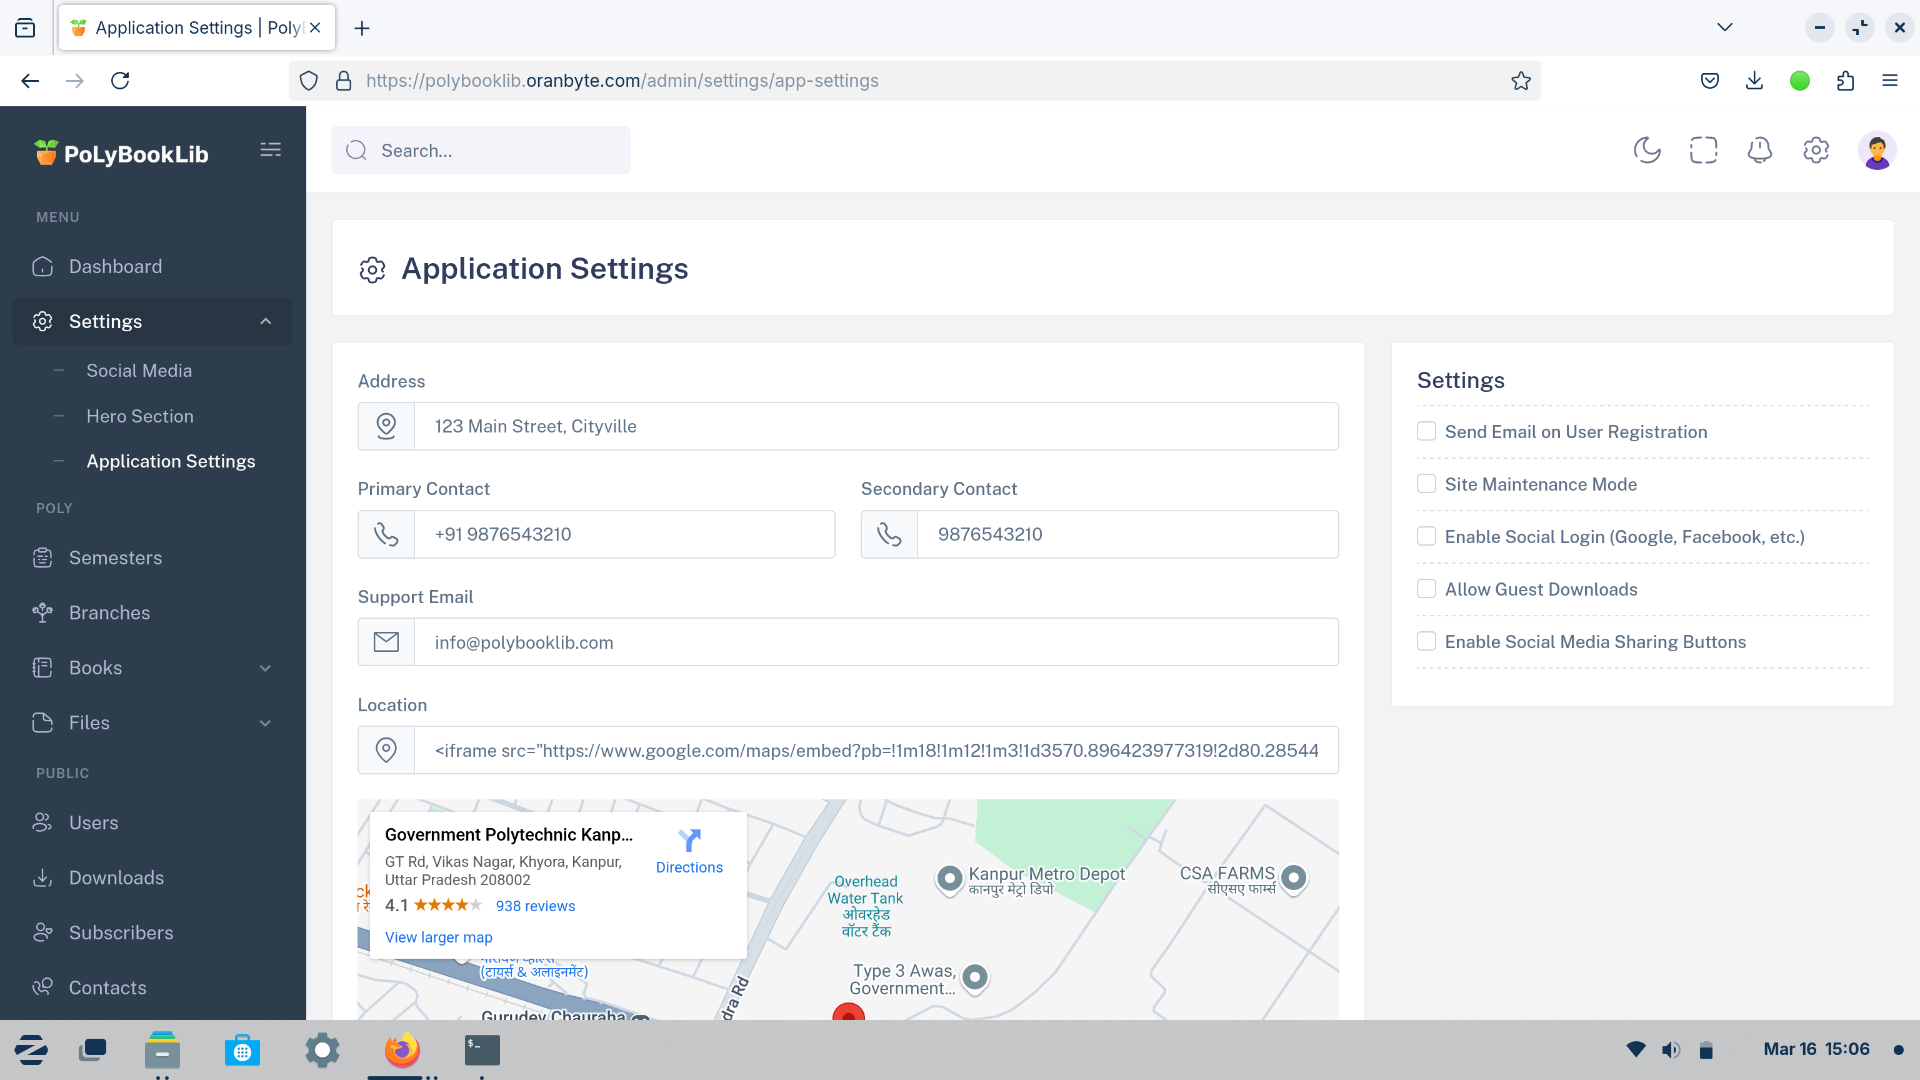 Application Settings | Poly
https://polybooklib.oranbyte.com/admin/settings/app-settings
PoLyBookLib
Search...
MENU
Dashboard
Settings
Social Media
Hero Section
Application Settings
POLY
Semesters
Branches
Books
Files
PUBLIC
Users
Downloads
Subscribers
Contacts
Application Settings
Address
123 Main Street, Cityville
Primary Contact
Secondary Contact
+91 9876543210
9876543210
Support Email
info@polybooklib.com
Location
<iframe src="https://www.google.com/maps/embed?pb=!1m18!1m12!1m3!1d3570.896423977319!2d80.28544
Government Polytechnic Kanp...
GT Rd, Vikas Nagar, Khyora, Kanpur,
Uttar Pradesh 208002
4.1
938 reviews
Directions
View larger map
(टायर्स & अलाइनमेंट)
Gurudev Chauraha
dra Rd
Overhead
Water Tank
ओवरहेड
वॉटर टैंक
Kanpur Metro Depot
कानपुर मेट्रो डिपो
CSA FARMS
सीएसए फार्म्स
Type 3 Awas,
Government...
Settings
Send Email on User Registration
Site Maintenance Mode
Enable Social Login (Google, Facebook, etc.)
Allow Guest Downloads
Enable Social Media Sharing Buttons
$-
Mar 16 15:06